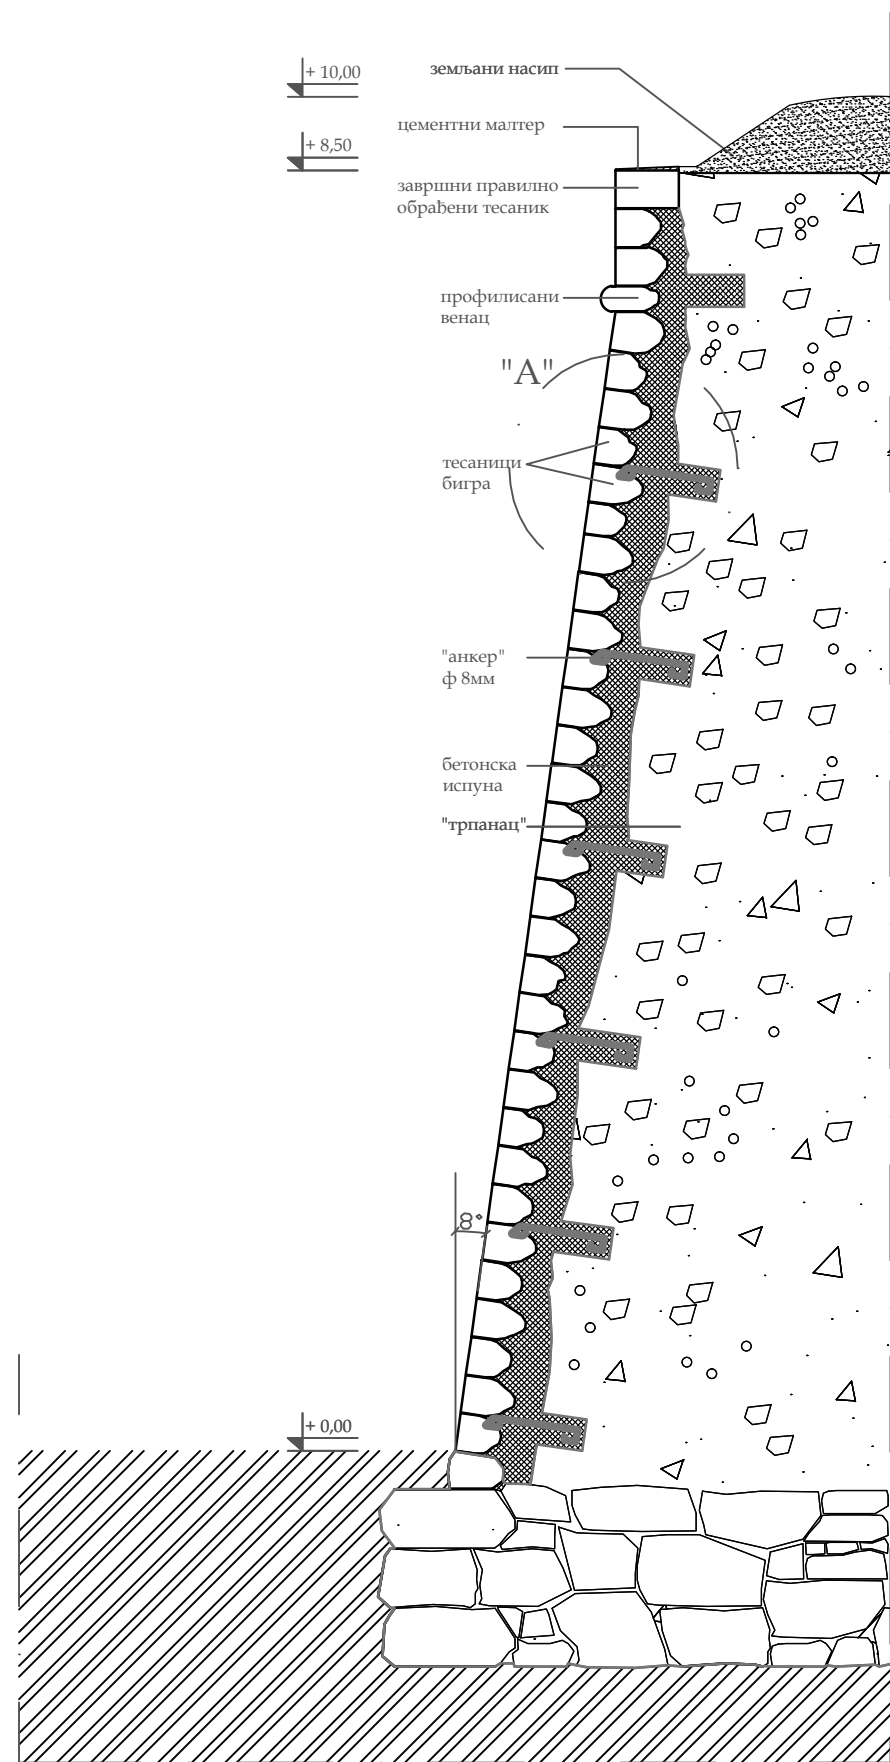 + 10,00
земљани насип
цементни малтер
+ 8,50
завршни правилно
обрађени тесаник
профилисани
венац
"А"
тесаници
бигра
"анкер"
ф 8мм
бетонска
испуна
"трпанац"
8°
+ 0,00